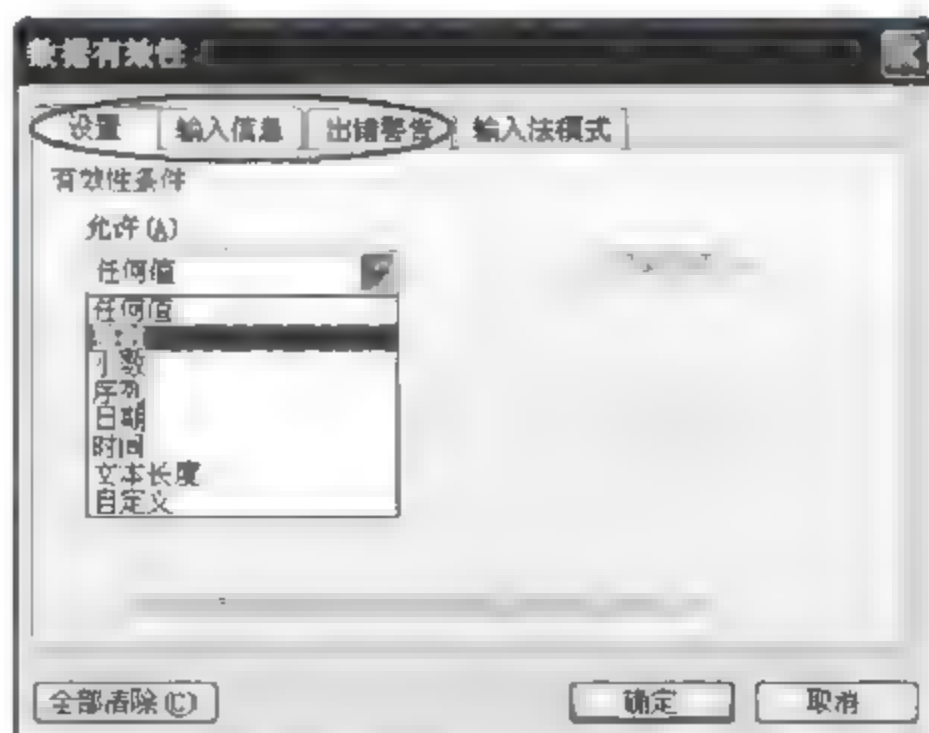 数据有效性
设置 输入信息 出错警告 输入法模式
有效性条件
允许(A)
任何值
任何值
小数
序列
日期
时间
文本长度
自定义
全部清除(C) 确定 取消